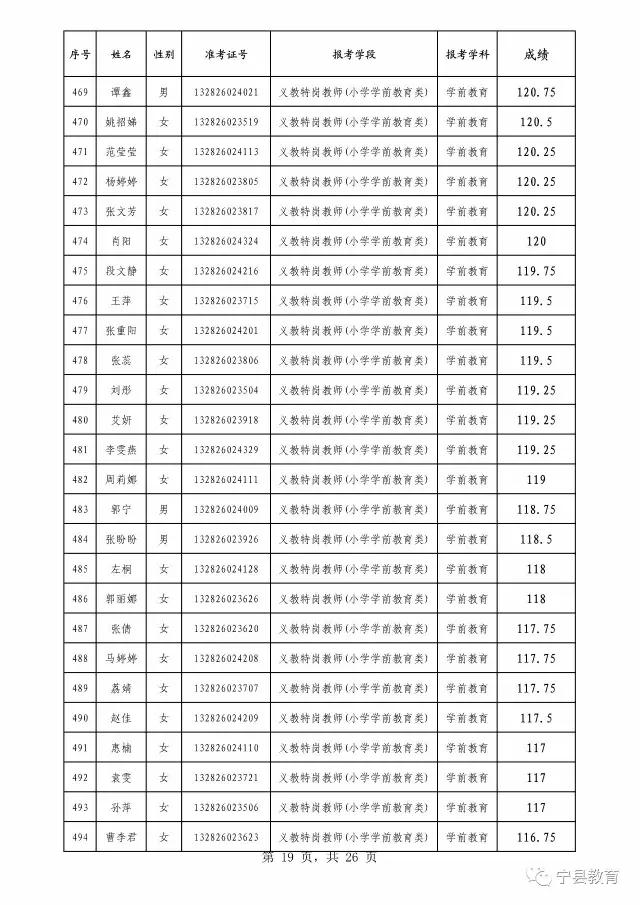 序号 姓名 性别 准考证号 报考学段 报考学科 成绩
469 谭鑫 男 132826024021 义教特岗教师(小学学前教育类) 学前教育 120.75
470 姚招娣 女 132826023519 义教特岗教师(小学学前教育类) 学前教育 120.5
471 范莹莹 女 132826024113 义教特岗教师(小学学前教育类) 学前教育 120.25
472 杨婷婷 女 132826023805 义教特岗教师(小学学前教育类) 学前教育 120.25
473 张文芳 女 132826023817 义教特岗教师(小学学前教育类) 学前教育 120.25
474 肖阳 女 132826024324 义教特岗教师(小学学前教育类) 学前教育 120
475 段文静 女 132826024216 义教特岗教师(小学学前教育类) 学前教育 119.75
476 王萍 女 132826023715 义教特岗教师(小学学前教育类) 学前教育 119.5
477 张重阳 女 132826024201 义教特岗教师(小学学前教育类) 学前教育 119.5
478 张蕊 女 132826023806 义教特岗教师(小学学前教育类) 学前教育 119.5
479 刘彤 女 132826023504 义教特岗教师(小学学前教育类) 学前教育 119.25
480 艾妍 女 132826023918 义教特岗教师(小学学前教育类) 学前教育 119.25
481 李雯燕 女 132826024329 义教特岗教师(小学学前教育类) 学前教育 119.25
482 周莉娜 女 132826024111 义教特岗教师(小学学前教育类) 学前教育 119
483 郭宁 男 132826024009 义教特岗教师(小学学前教育类) 学前教育 118.75
484 张盼盼 男 132826023926 义教特岗教师(小学学前教育类) 学前教育 118.5
485 左桐 女 132826024128 义教特岗教师(小学学前教育类) 学前教育 118
486 郭丽娜 女 132826023626 义教特岗教师(小学学前教育类) 学前教育 118
487 张倩 女 132826023620 义教特岗教师(小学学前教育类) 学前教育 117.75
488 马婷婷 女 132826024208 义教特岗教师(小学学前教育类) 学前教育 117.75
489 荔婧 女 132826023707 义教特岗教师(小学学前教育类) 学前教育 117.75
490 赵佳 女 132826024209 义教特岗教师(小学学前教育类) 学前教育 117.5
491 惠楠 女 132826024110 义教特岗教师(小学学前教育类) 学前教育 117
492 袁雯 女 132826023721 义教特岗教师(小学学前教育类) 学前教育 117
493 孙萍 女 132826023506 义教特岗教师(小学学前教育类) 学前教育 117
494 曹李君 女 132826023623 义教特岗教师(小学学前教育类) 学前教育 116.75
第 19 页，共 26 页
宁县教育